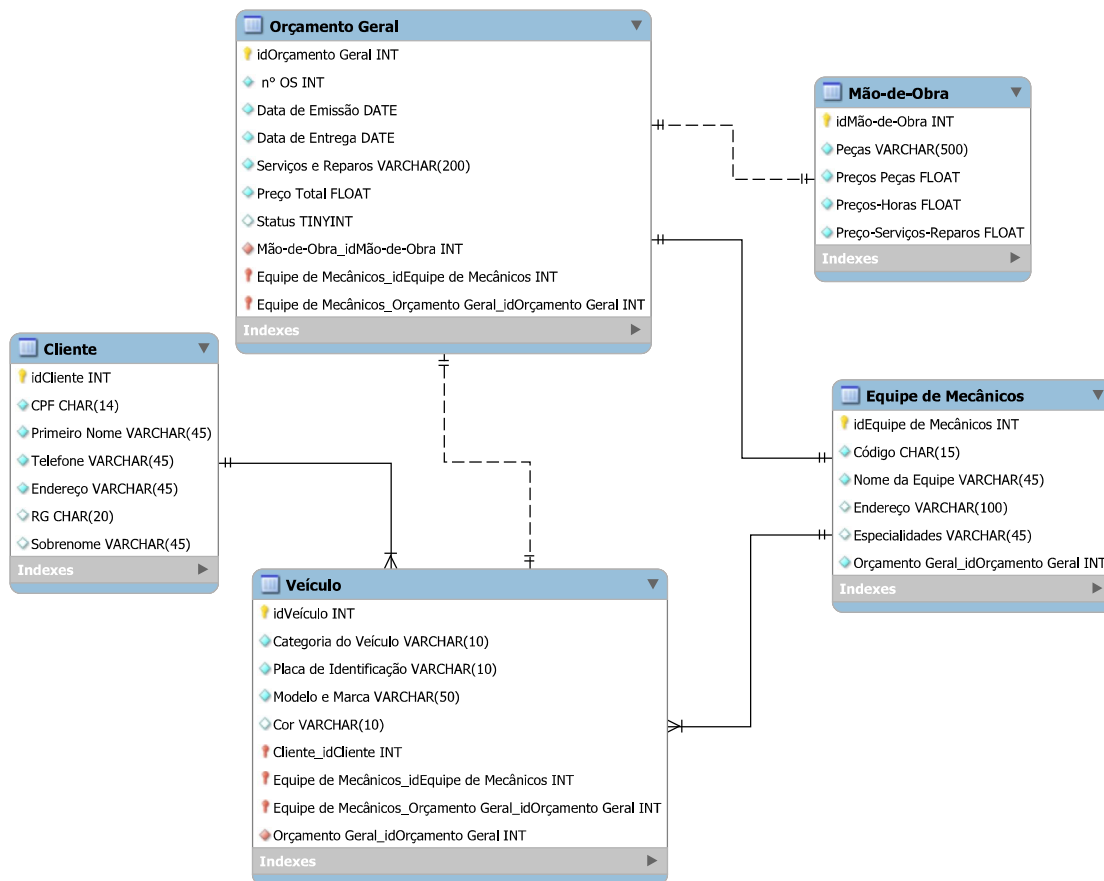 Orçamento Geral
idOrçamento Geral INT
n° OS INT
Data de Emissão DATE
Data de Entrega DATE
Serviços e Reparos VARCHAR(200)
Preço Total FLOAT
Status TINYINT
Mão-de-Obra_idMão-de-Obra INT
Equipe de Mecânicos_idEquipe de Mecânicos INT
Equipe de Mecânicos_Orçamento Geral_idOrçamento Geral INT
Indexes
Mão-de-Obra
idMão-de-Obra INT
Peças VARCHAR(500)
Preços Peças FLOAT
Preços-Horas FLOAT
Preço-Serviços-Reparos FLOAT
Indexes
Cliente
idCliente INT
CPF CHAR(14)
Primeiro Nome VARCHAR(45)
Telefone VARCHAR(45)
Endereço VARCHAR(45)
RG CHAR(20)
Sobrenome VARCHAR(45)
Indexes
Equipe de Mecânicos
idEquipe de Mecânicos INT
Código CHAR(15)
Nome da Equipe VARCHAR(45)
Endereço VARCHAR(100)
Especialidades VARCHAR(45)
Orçamento Geral_idOrçamento Geral INT
Indexes
Veículo
idVeículo INT
Categoria do Veículo VARCHAR(10)
Placa de Identificação VARCHAR(10)
Modelo e Marca VARCHAR(50)
Cor VARCHAR(10)
Cliente_idCliente INT
Equipe de Mecânicos_idEquipe de Mecânicos INT
Equipe de Mecânicos_Orçamento Geral_idOrçamento Geral INT
Orçamento Geral_idOrçamento Geral INT
Indexes